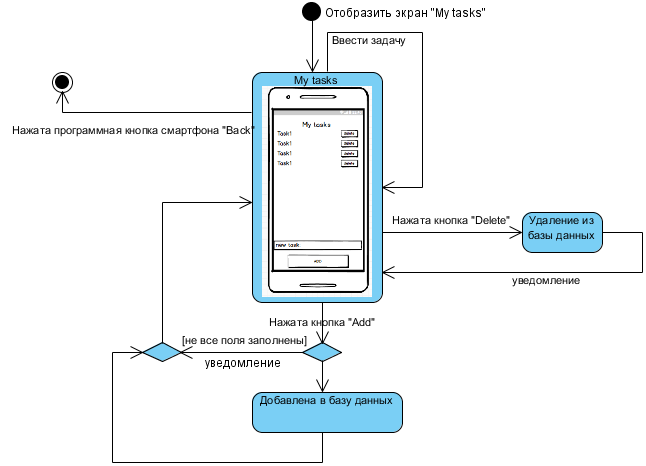 Отобразить экран "My tasks"
Ввести задачу
My tasks
My tasks
Task1
Delete
Task1
Delete
Task1
Delete
Task1
Delete
Нажата программная кнопка смартфона "Back"
Нажата кнопка "Delete"
Удаление из
базы данных
new task
ADD
уведомление
Нажата кнопка "Add"
[не все поля заполнены]
уведомление
Добавлена в базу данных